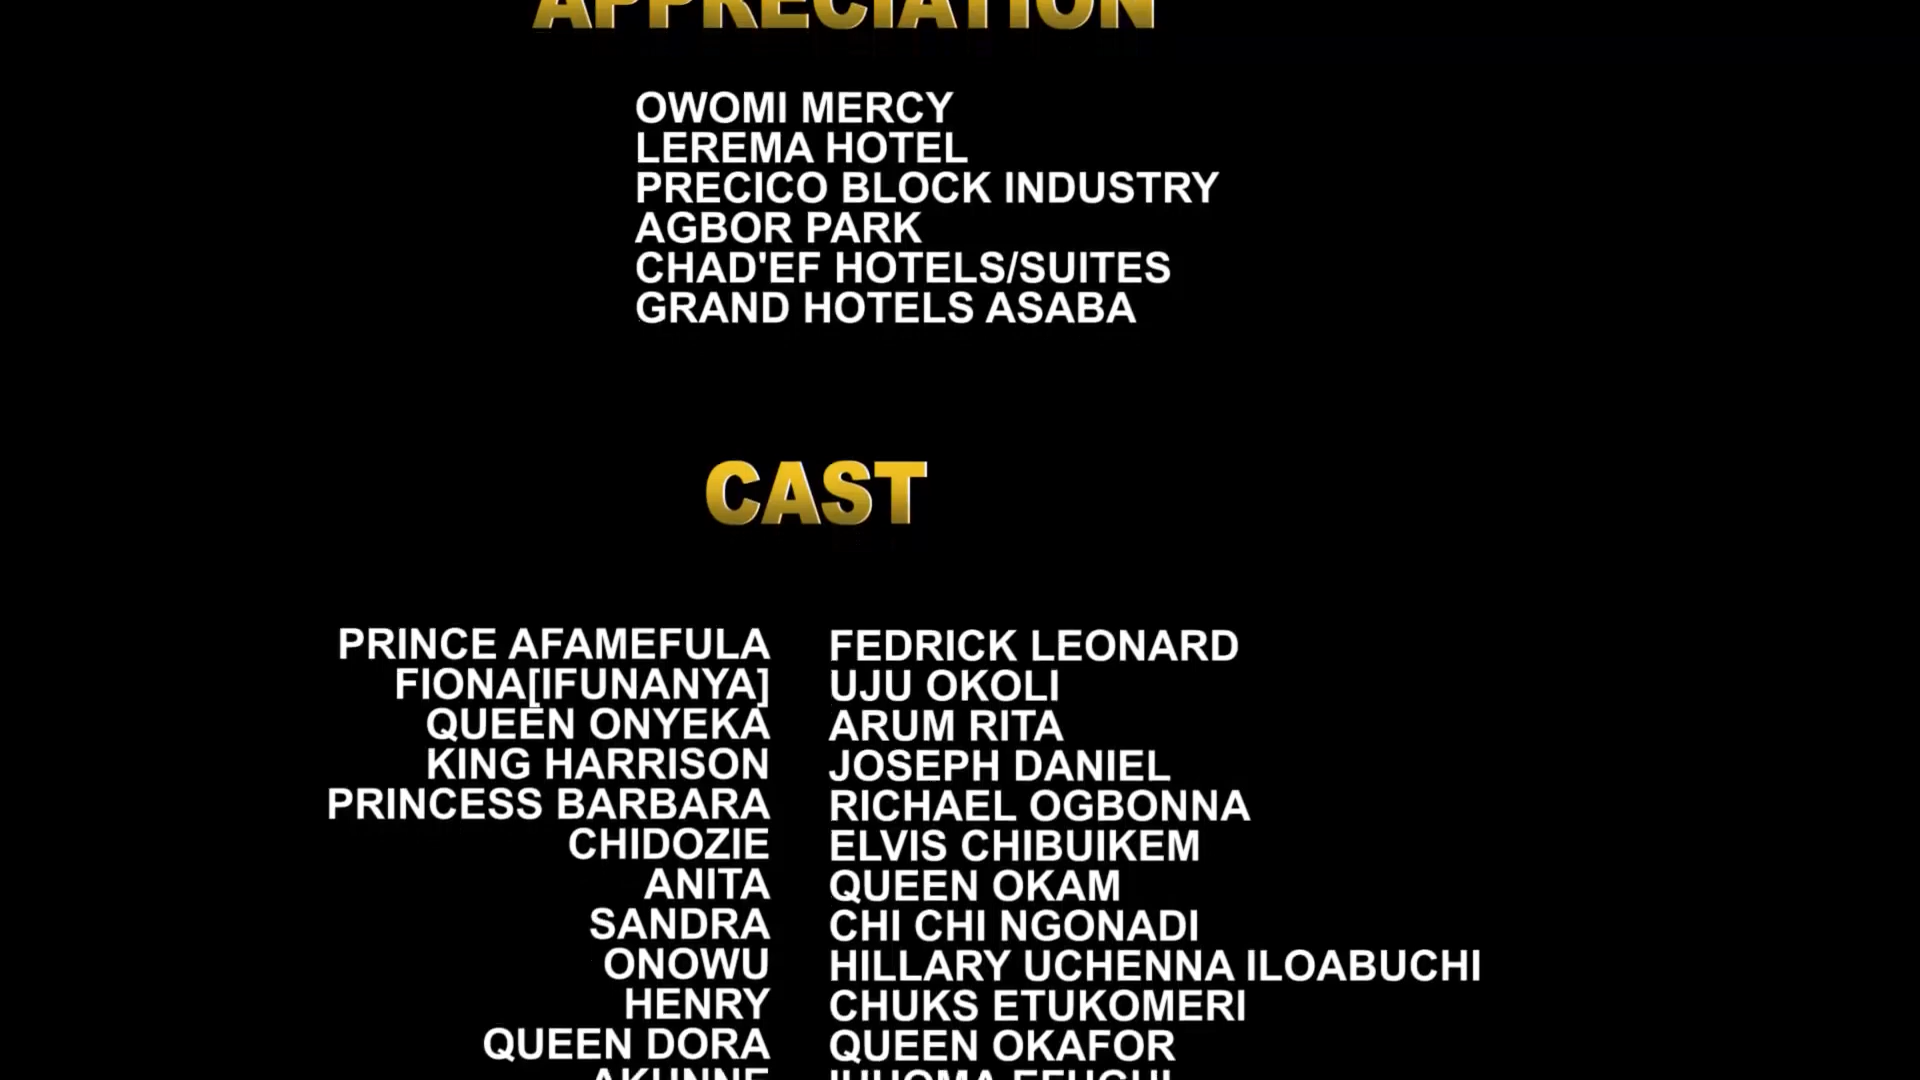 APPRECIATION
OWOMI MERCY
LEREMA HOTEL
PRECICO BLOCK INDUSTRY
AGBOR PARK
CHAD'EF HOTELS/SUITES
GRAND HOTELS ASABA
CAST
PRINCE AFAMEFULA FEDRICK LEONARD
FIONA[IFUNANYA] UJU OKOLI
QUEEN ONYEKA ARUM RITA
KING HARRISON JOSEPH DANIEL
PRINCESS BARBARA RICHAEL OGBONNA
CHIDOZIE ELVIS CHIBUIKEM
ANITA QUEEN OKAM
SANDRA CHI CHI NGONADI
ONOWU HILLARY UCHENNA ILOABUCHI
HENRY CHUKS ETUKOMERI
QUEEN DORA QUEEN OKAFOR
AKUNNE